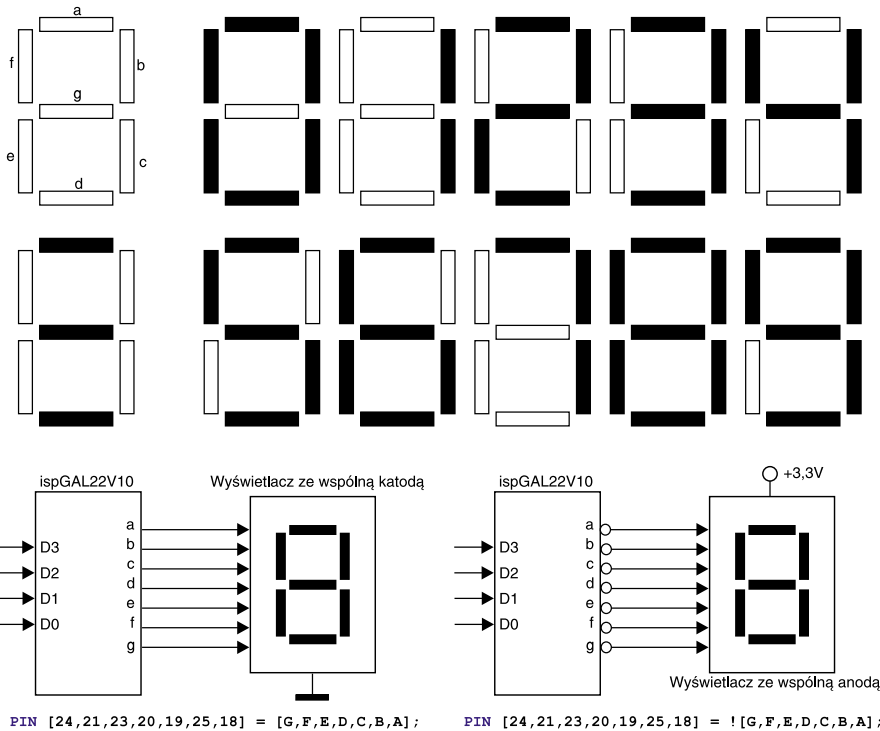 a
f
b
g
e
c
d
ispGAL22V10
Wyświetlacz ze wspólną katodą
D3
D2
D1
D0
a
b
c
d
e
f
g
PIN [24,21,23,20,19,25,18] = [G,F,E,D,C,B,A];
ispGAL22V10
+3,3V
D3
D2
D1
D0
a
b
c
d
e
f
g
Wyświetlacz ze wspólną anodą
PIN [24,21,23,20,19,25,18] = ![G,F,E,D,C,B,A];